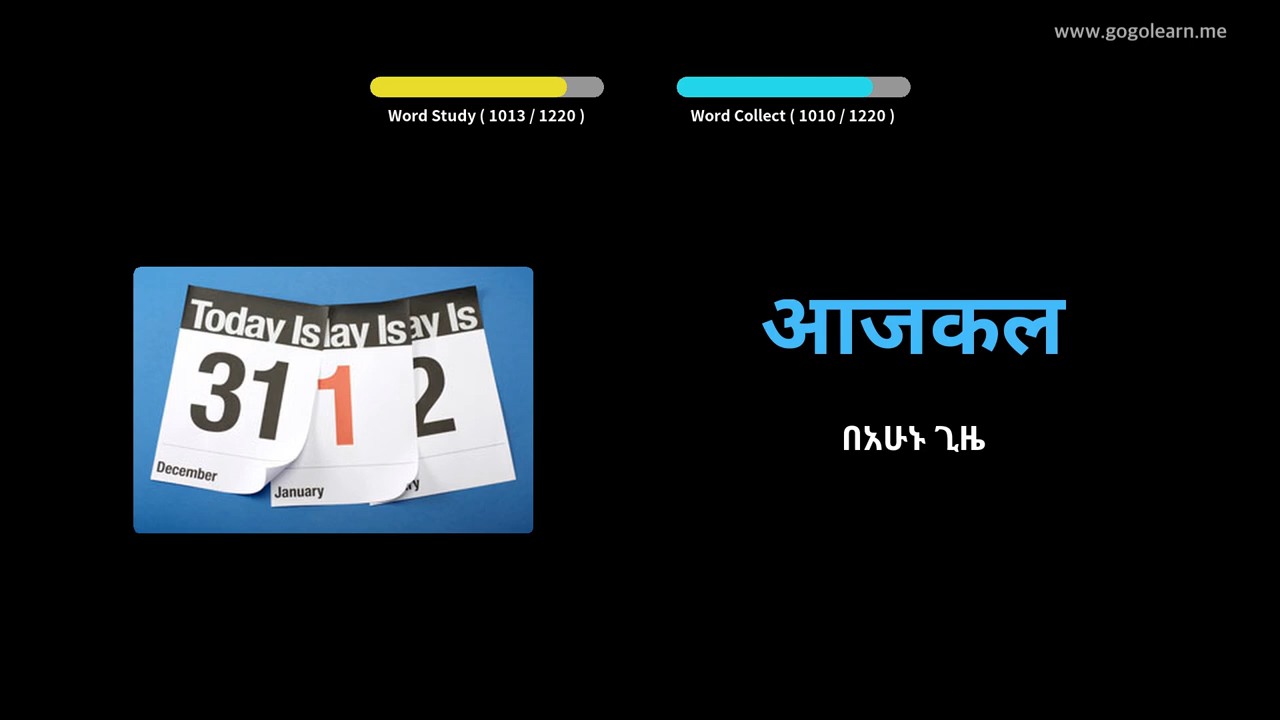 www.gogolearn.me
Word Study ( 1013 / 1220 )
Word Collect ( 1010 / 1220 )
Today Is
ay Is
ay Is
31
1
2
December
January
ry
आजकल
በአሁኑ ጊዜ